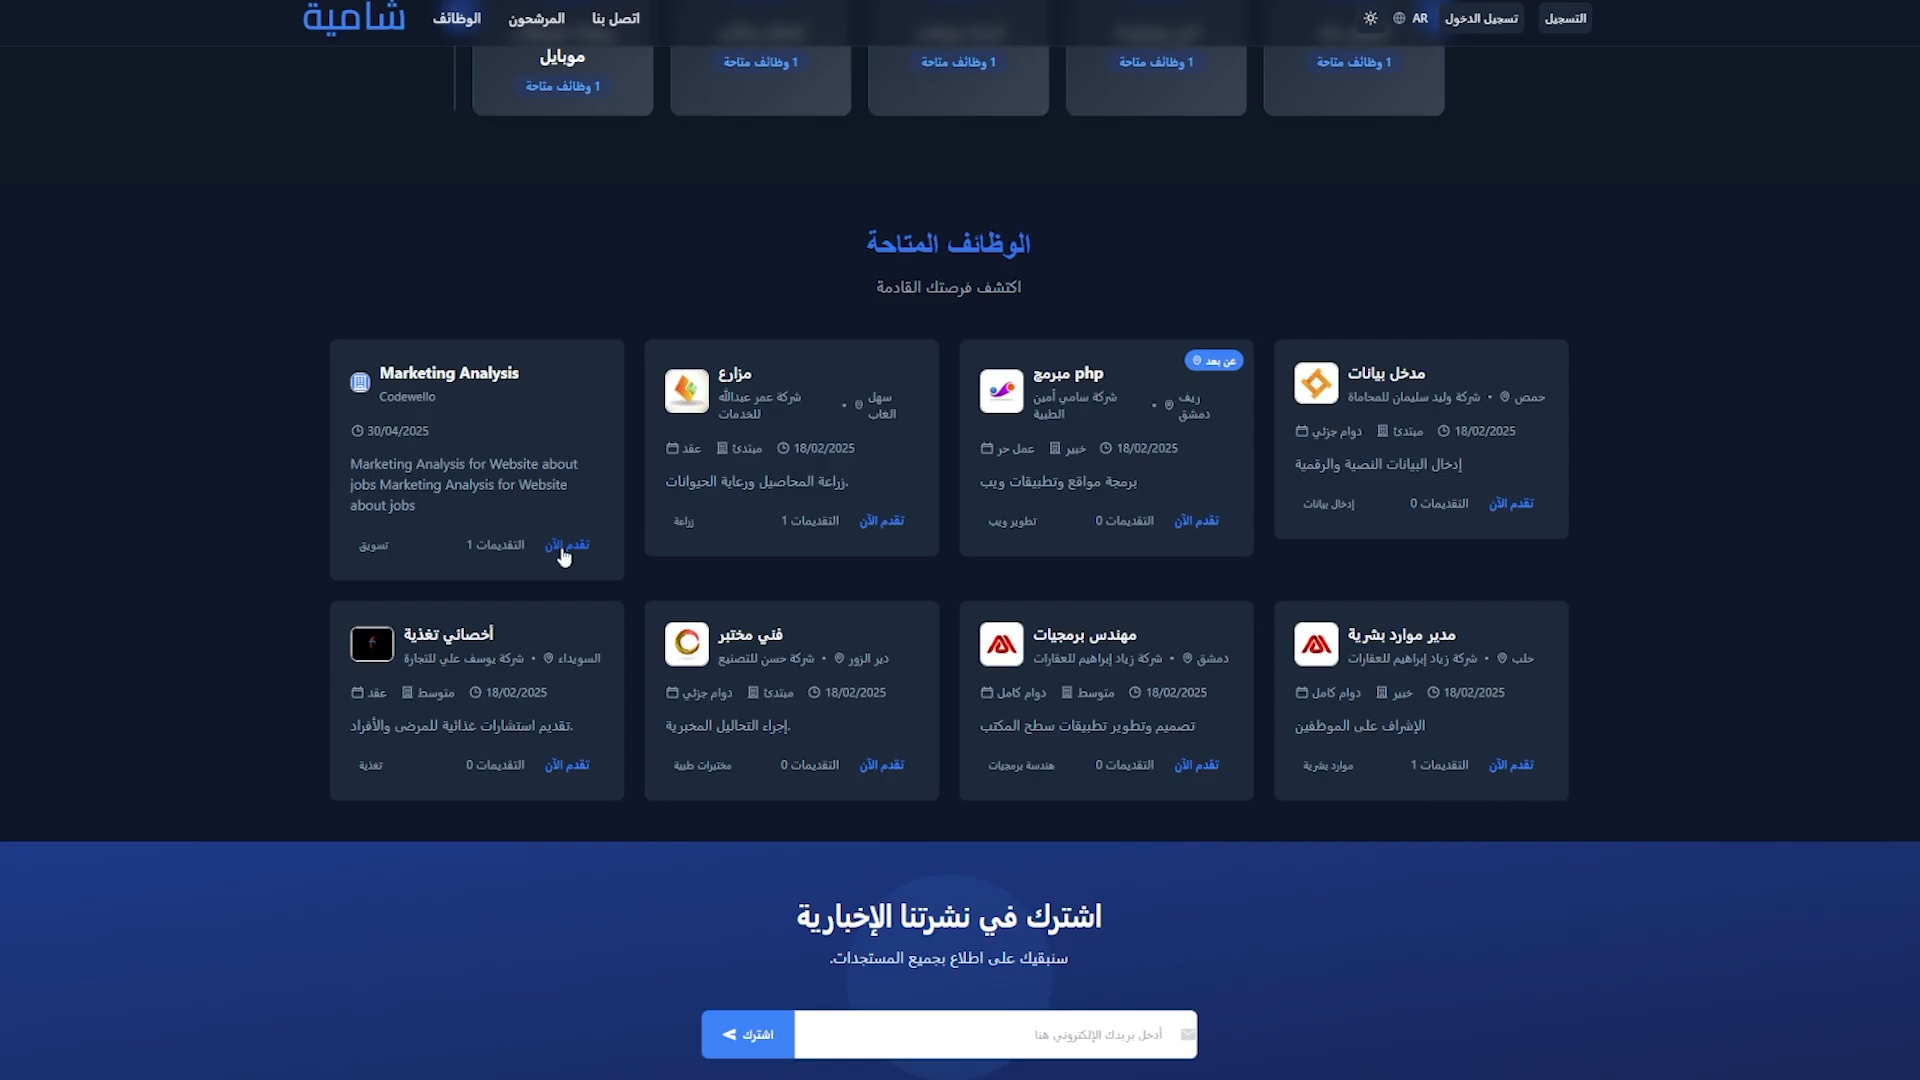 شامية
الوظائف
المرشحون
اتصل بنا
AR
تسجيل الدخول
التسجيل
موبايل
1 وظائف متاحة
1 وظائف متاحة
1 وظائف متاحة
1 وظائف متاحة
1 وظائف متاحة
الوظائف المتاحة
اكتشف فرصتك القادمة
Marketing Analysis
Codewello
30/04/2025
Marketing Analysis for Website about
jobs Marketing Analysis for Website
about jobs
تسويق
التقديمات 1
تقدم الآن
مزارع
شركة عمر عبدالله
للخدمات
•
سهل
الغاب
عقد
مبتدئ
18/02/2025
زراعة المحاصيل ورعاية الحيوانات.
زراعة
التقديمات 1
تقدم الآن
عن بعد
php مبرمج
شركة سامي أمين
الطبية
•
ريف
دمشق
عمل حر
خبير
18/02/2025
برمجة مواقع وتطبيقات ويب
تطوير ويب
التقديمات 0
تقدم الآن
مدخل بيانات
شركة وليد سليمان للمحاماة • حمص
دوام جزئي
مبتدئ
18/02/2025
إدخال البيانات النصية والرقمية
إدخال بيانات
التقديمات 0
تقدم الآن
أخصائي تغذية
شركة يوسف علي للتجارة • السويداء
عقد
متوسط
18/02/2025
تقديم استشارات غذائية للمرضى والأفراد.
تغذية
التقديمات 0
تقدم الآن
فني مختبر
شركة حسن للتصنيع • دير الزور
دوام جزئي
مبتدئ
18/02/2025
إجراء التحاليل المخبرية.
مختبرات طبية
التقديمات 0
تقدم الآن
مهندس برمجيات
شركة زياد إبراهيم للعقارات • دمشق
دوام كامل
متوسط
18/02/2025
تصميم وتطوير تطبيقات سطح المكتب
هندسة برمجيات
التقديمات 0
تقدم الآن
مدير موارد بشرية
شركة زياد إبراهيم للعقارات • حلب
دوام كامل
خبير
18/02/2025
الإشراف على الموظفين
موارد بشرية
التقديمات 1
تقدم الآن
اشترك في نشرتنا الإخبارية
سنبقيك على اطلاع بجميع المستجدات.
أدخل بريدك الإلكتروني هنا
اشترك